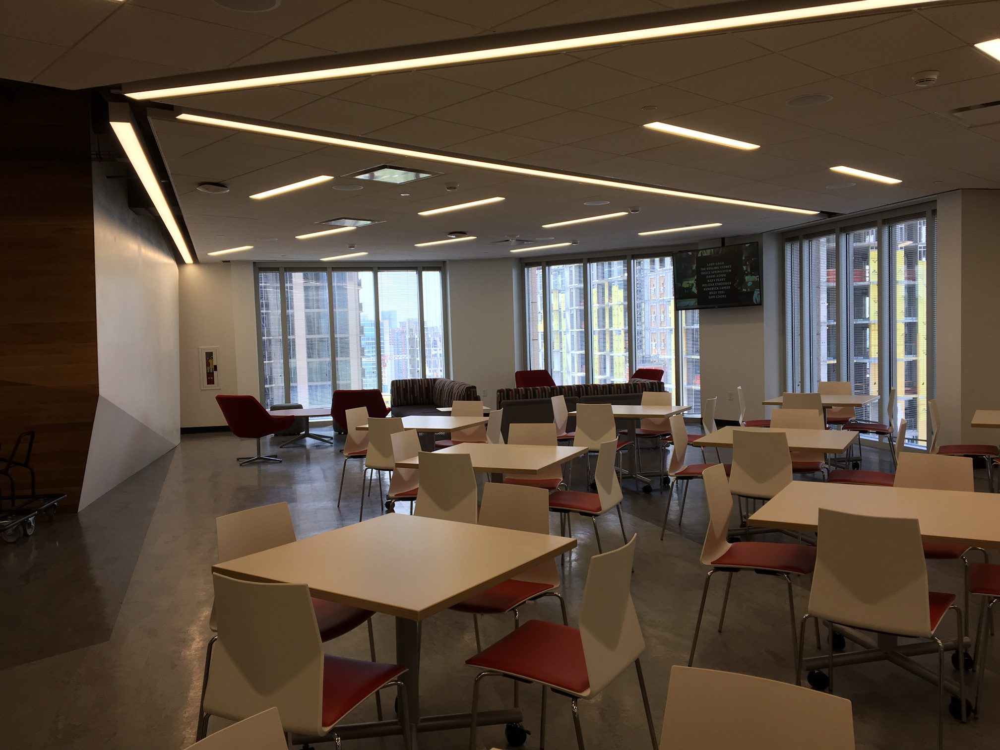 LADY GAGA
THE ROLLING STONES
BRUCE SPRINGSTEEN
DAVID BOWIE
KATY PERRY
MELISSA ETHERIDGE
KENDRICK LAMAR
BILLY JOEL
SAM COOKE